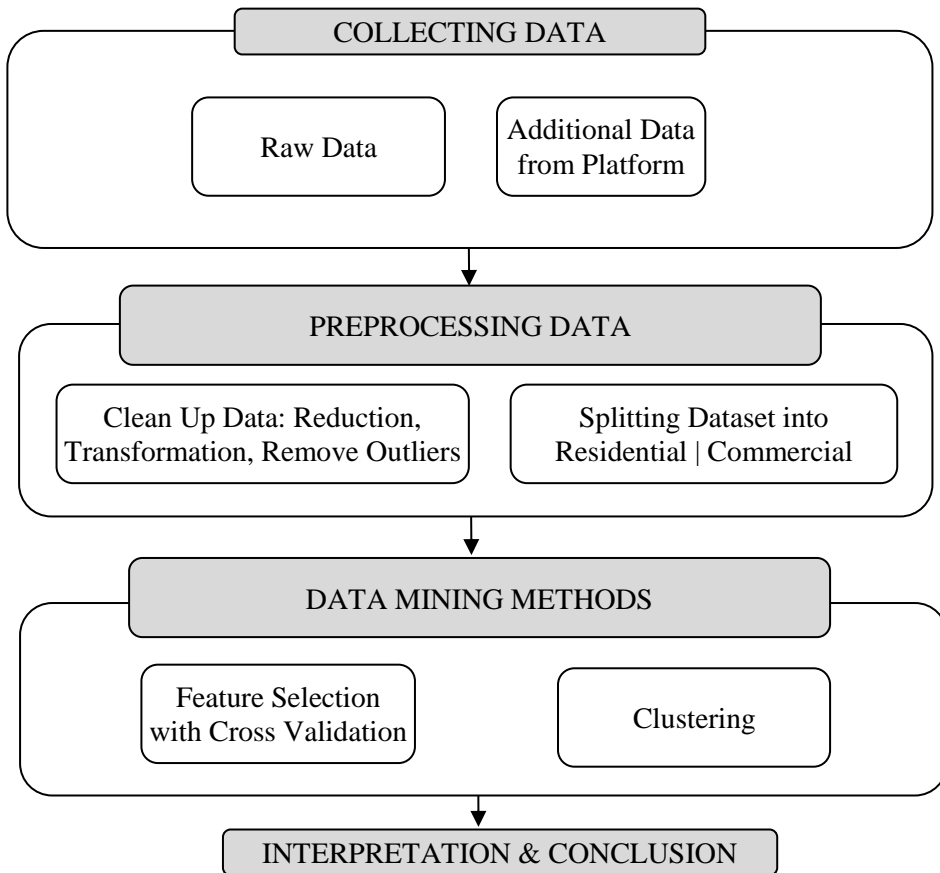 COLLECTING DATA
Raw Data
Additional Data
from Platform
PREPROCESSING DATA
Clean Up Data: Reduction,
Transformation, Remove Outliers
Splitting Dataset into
Residential | Commercial
DATA MINING METHODS
Feature Selection
with Cross Validation
Clustering
INTERPRETATION & CONCLUSION